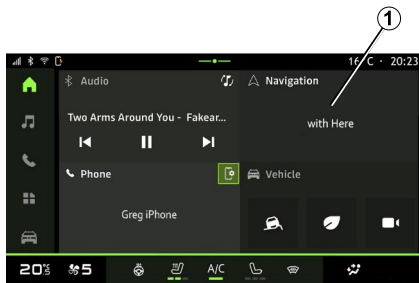 1
16°C · 20:23
Audio
Navigation
Two Arms Around You - Fakear...
with Here
Phone
Vehicle
Greg iPhone
20°5 5 A/C